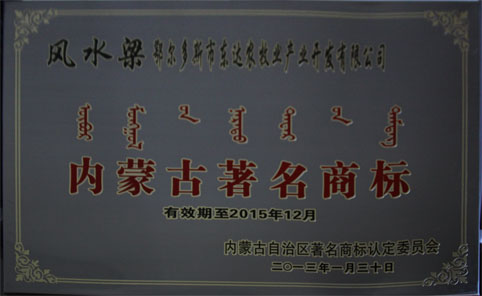 风水梁 鄂尔多斯市东达农牧业产业开发有限公司
内蒙古著名商标
有效期至2015年12月
内蒙古自治区著名商标认定委员会
二〇一三年一月三十日